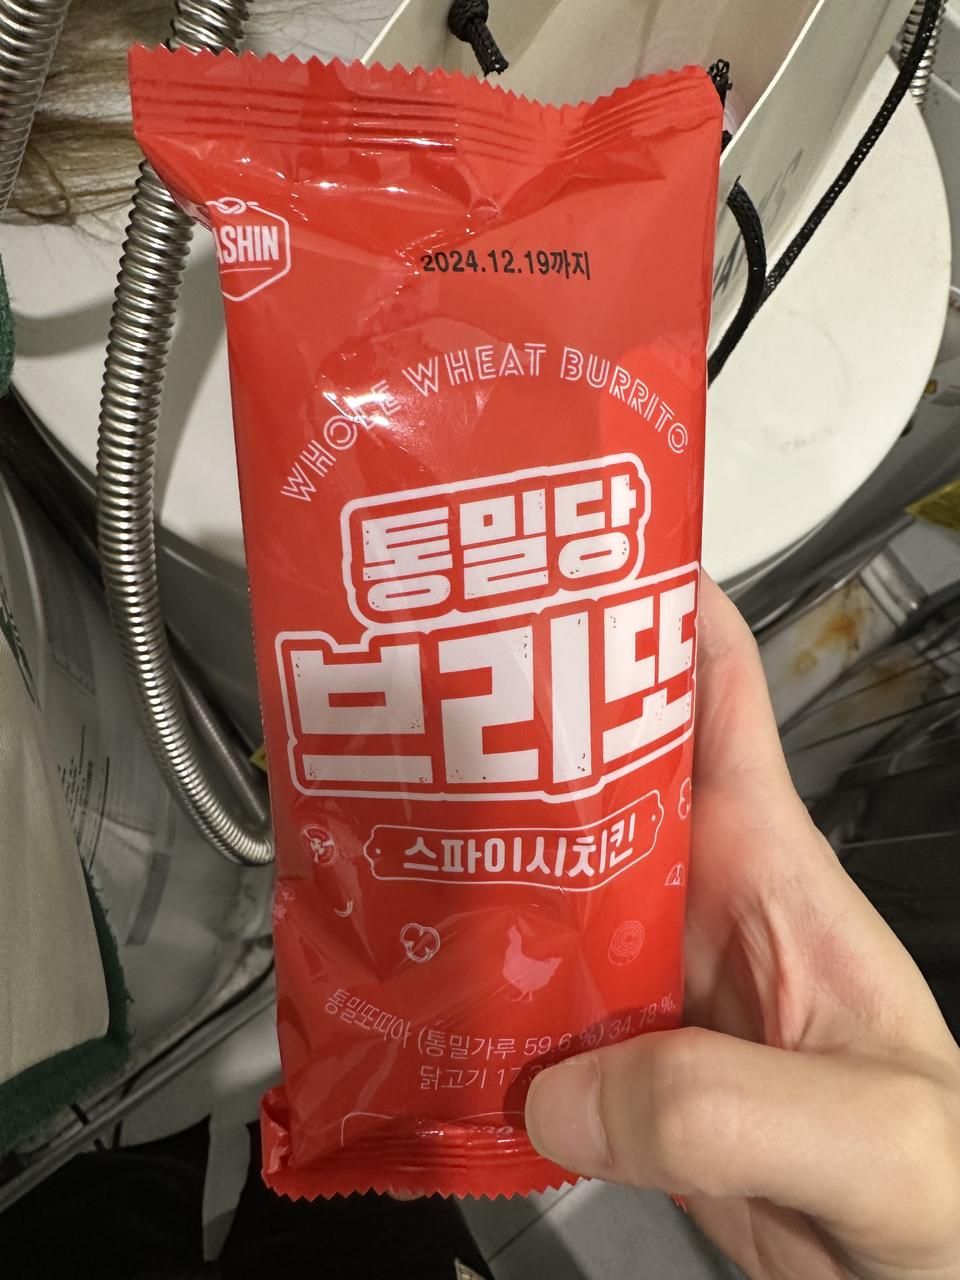 ASHIN
2024.12.19까지
WHOLE WHEAT BURRITO
통밀당
브리또
스파이시치킨
통밀또띠아 (통밀가루 59.6 %) 34.78 %,
닭고기